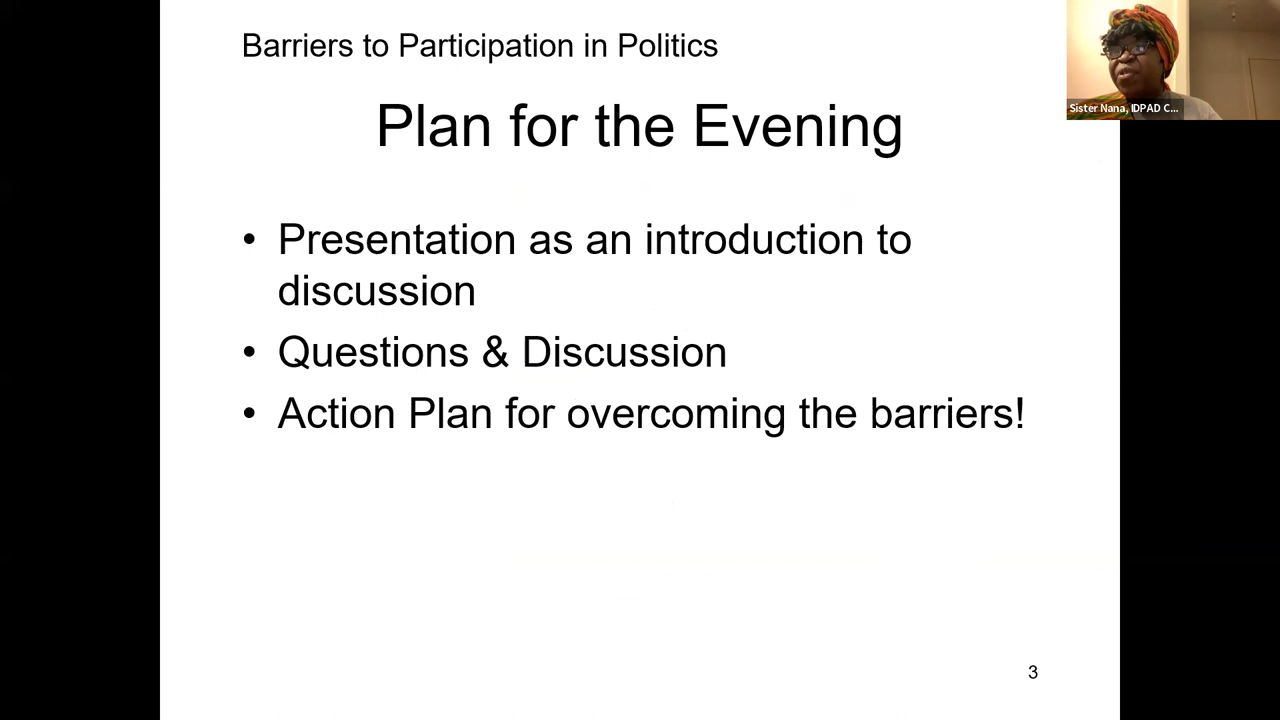 Barriers to Participation in Politics
Plan for the Evening
• Presentation as an introduction to
discussion
• Questions & Discussion
• Action Plan for overcoming the barriers!
3
Sister Nana, IDPAD C...